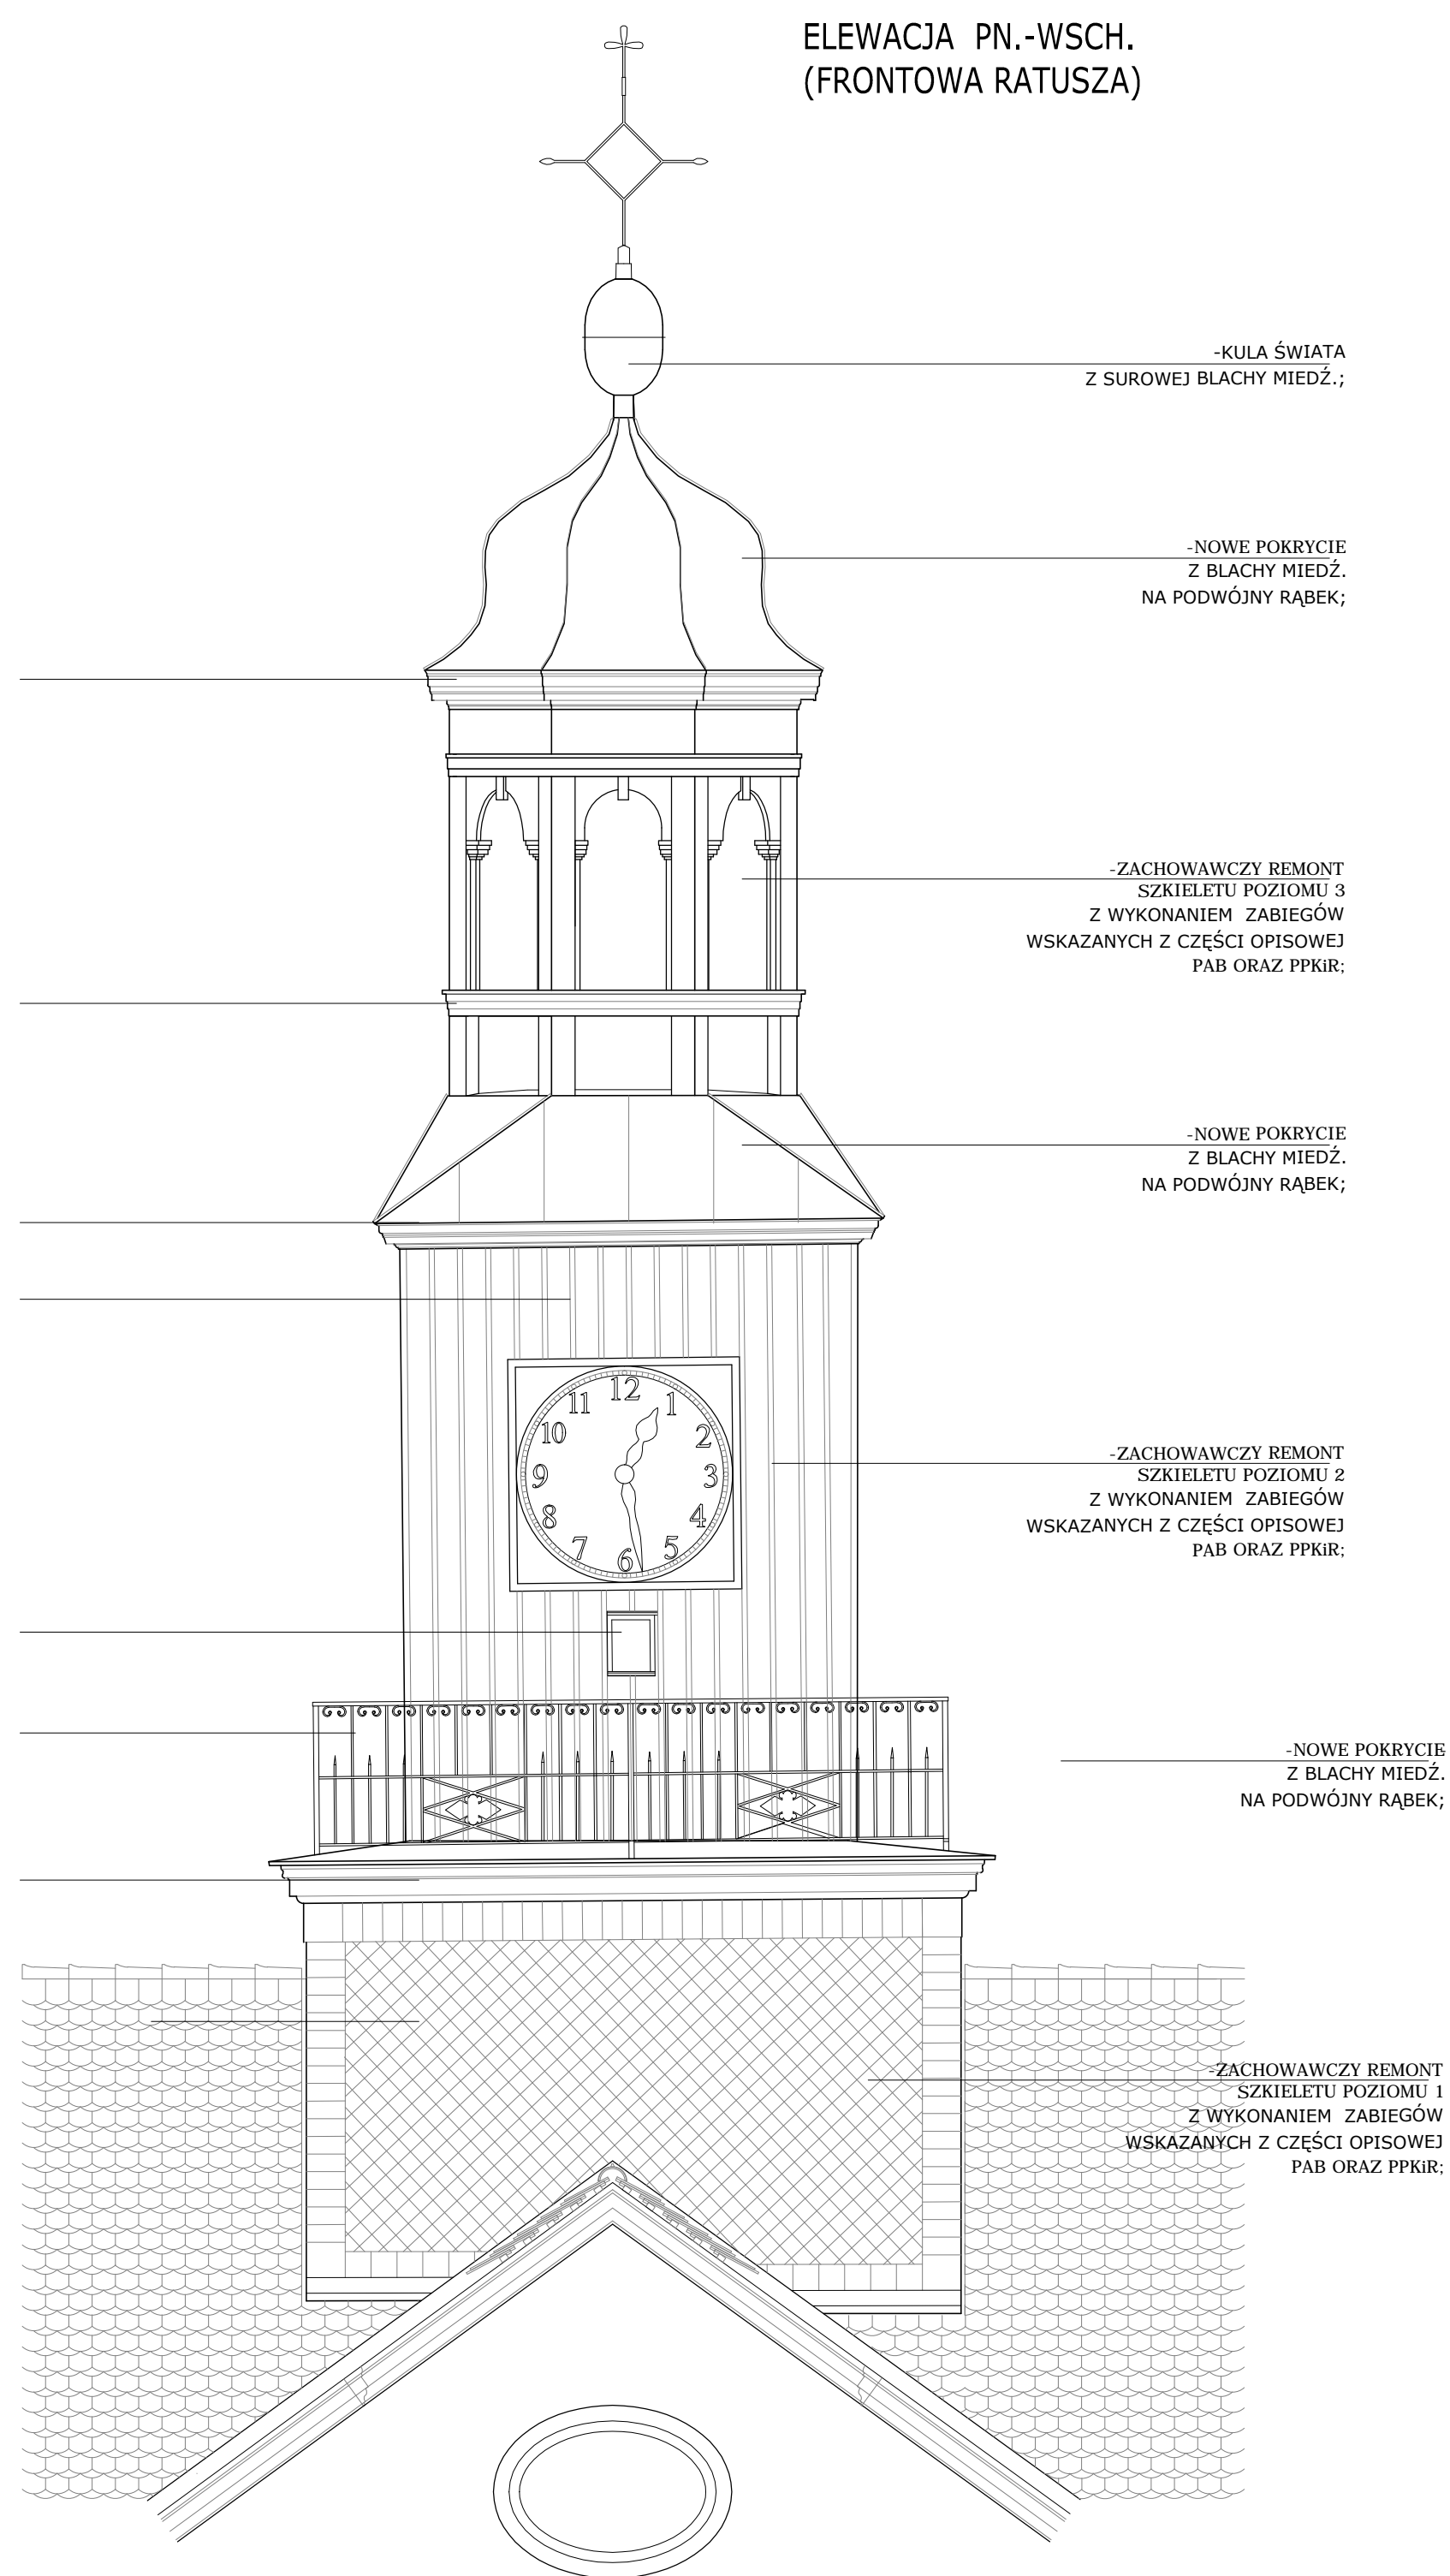 ELEWACJA PN.-WSCH.
(FRONTOWA RATUSZA)
-KULA ŚWIATA
Z SUROWEJ BLACHY MIEDŹ.;
-NOWE POKRYCIE
Z BLACHY MIEDŹ.
NA PODWÓJNY RĄBEK;
-ZACHOWAWCZY REMONT
SZKIELETU POZIOMU 3
Z WYKONANIEM ZABIEGÓW
WSKAZANYCH Z CZĘŚCI OPISOWEJ
PAB ORAZ PPKiR;
-NOWE POKRYCIE
Z BLACHY MIEDŹ.
NA PODWÓJNY RĄBEK;
12
11 1
10 2
9 3
8 4
7 5
6
-ZACHOWAWCZY REMONT
SZKIELETU POZIOMU 2
Z WYKONANIEM ZABIEGÓW
WSKAZANYCH Z CZĘŚCI OPISOWEJ
PAB ORAZ PPKiR;
-NOWE POKRYCIE
Z BLACHY MIEDŹ.
NA PODWÓJNY RĄBEK;
-ZACHOWAWCZY REMONT
SZKIELETU POZIOMU 1
Z WYKONANIEM ZABIEGÓW
WSKAZANYCH Z CZĘŚCI OPISOWEJ
PAB ORAZ PPKiR;